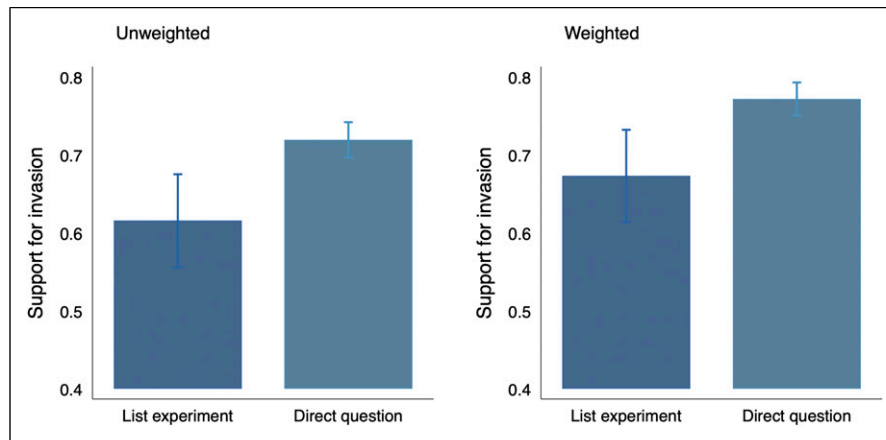 Unweighted
Support for invasion
0.8
0.7
0.6
0.5
0.4
List experiment
Direct question
Weighted
Support for invasion
0.8
0.7
0.6
0.5
0.4
List experiment
Direct question